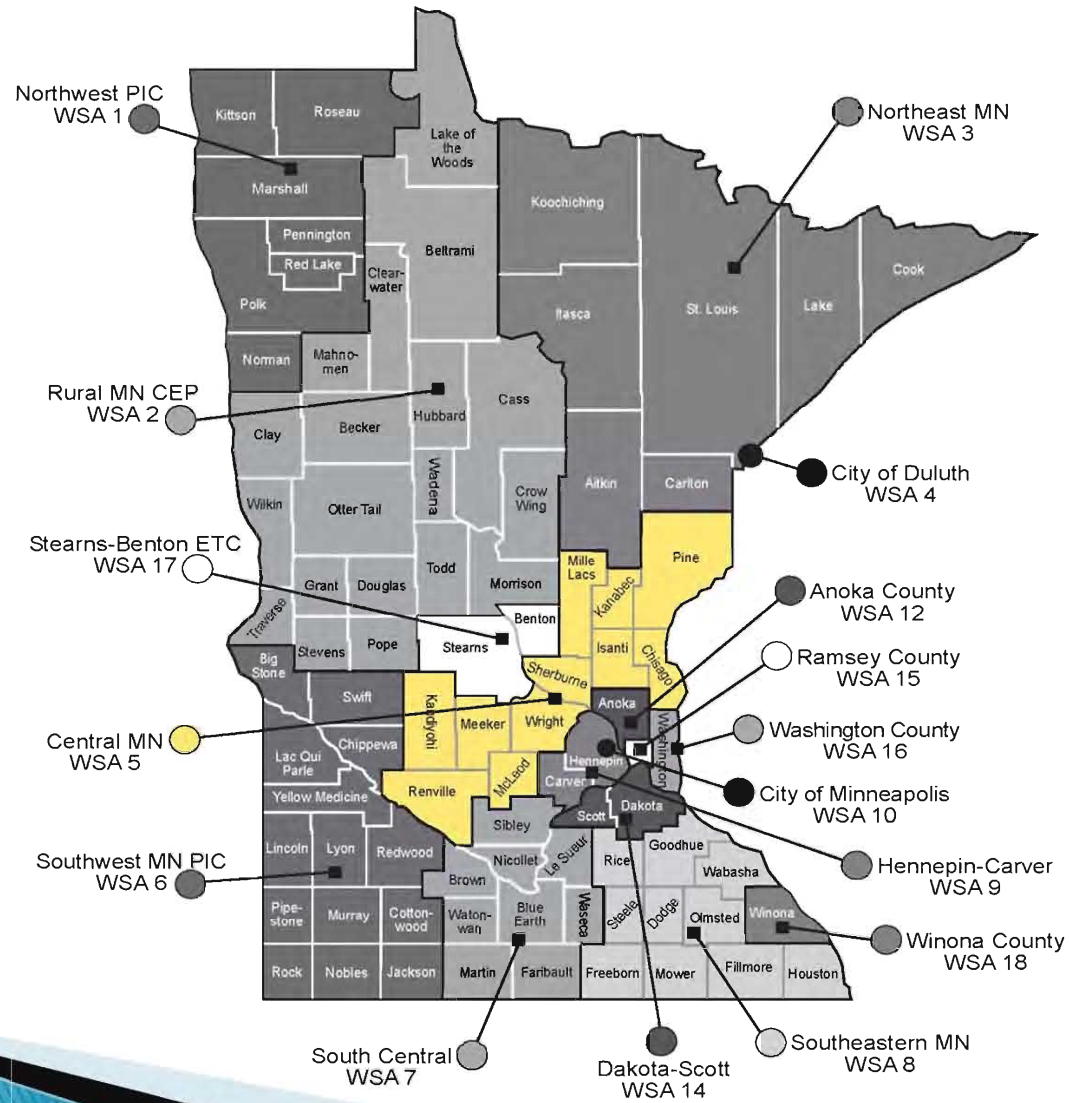 Northwest PIC
WSA 1
Kittson
Roseau
Lake of
the
Woods
Northeast MN
WSA 3
Marshall
Koochiching
Pennington
Red Lake
Clear-
water
Beltrami
Polk
Itasca
St. Louis
Lake
Cook
Norman
Mahno-
men
Rural MN CEP
WSA 2
Hubbard
Cass
Clay
Becker
Wadena
Crow
Wing
Aitkin
Carlton
City of Duluth
WSA 4
Wilkin
Otter Tail
Stearns-Benton ETC
WSA 17
Todd
Morrison
Mille
Lacs
Kanabec
Pine
Grant
Douglas
Traverse
Stevens
Pope
Stearns
Benton
Isanti
Chisago
Anoka County
WSA 12
Big
Stone
Swift
Sherburne
Ramsey County
WSA 15
Kandiyohi
Meeker
Wright
Anoka
Washington
Washington County
WSA 16
Central MN
WSA 5
Lac Qui
Parle
Chippewa
Hennepin
Carver
McLeod
Renville
Yellow Medicine
City of Minneapolis
WSA 10
Scott
Dakota
Sibley
Southwest MN PIC
WSA 6
Lincoln
Lyon
Redwood
Nicollet
Le Sueur
Rice
Goodhue
Wabasha
Hennepin-Carver
WSA 9
Brown
Pipe-
stone
Murray
Cotton-
wood
Waton-
wan
Blue
Earth
Waseca
Steele
Dodge
Olmsted
Winona
Winona County
WSA 18
Rock
Nobles
Jackson
Martin
Faribault
Freeborn
Mower
Fillmore
Houston
South Central
WSA 7
Dakota-Scott
WSA 14
Southeastern MN
WSA 8